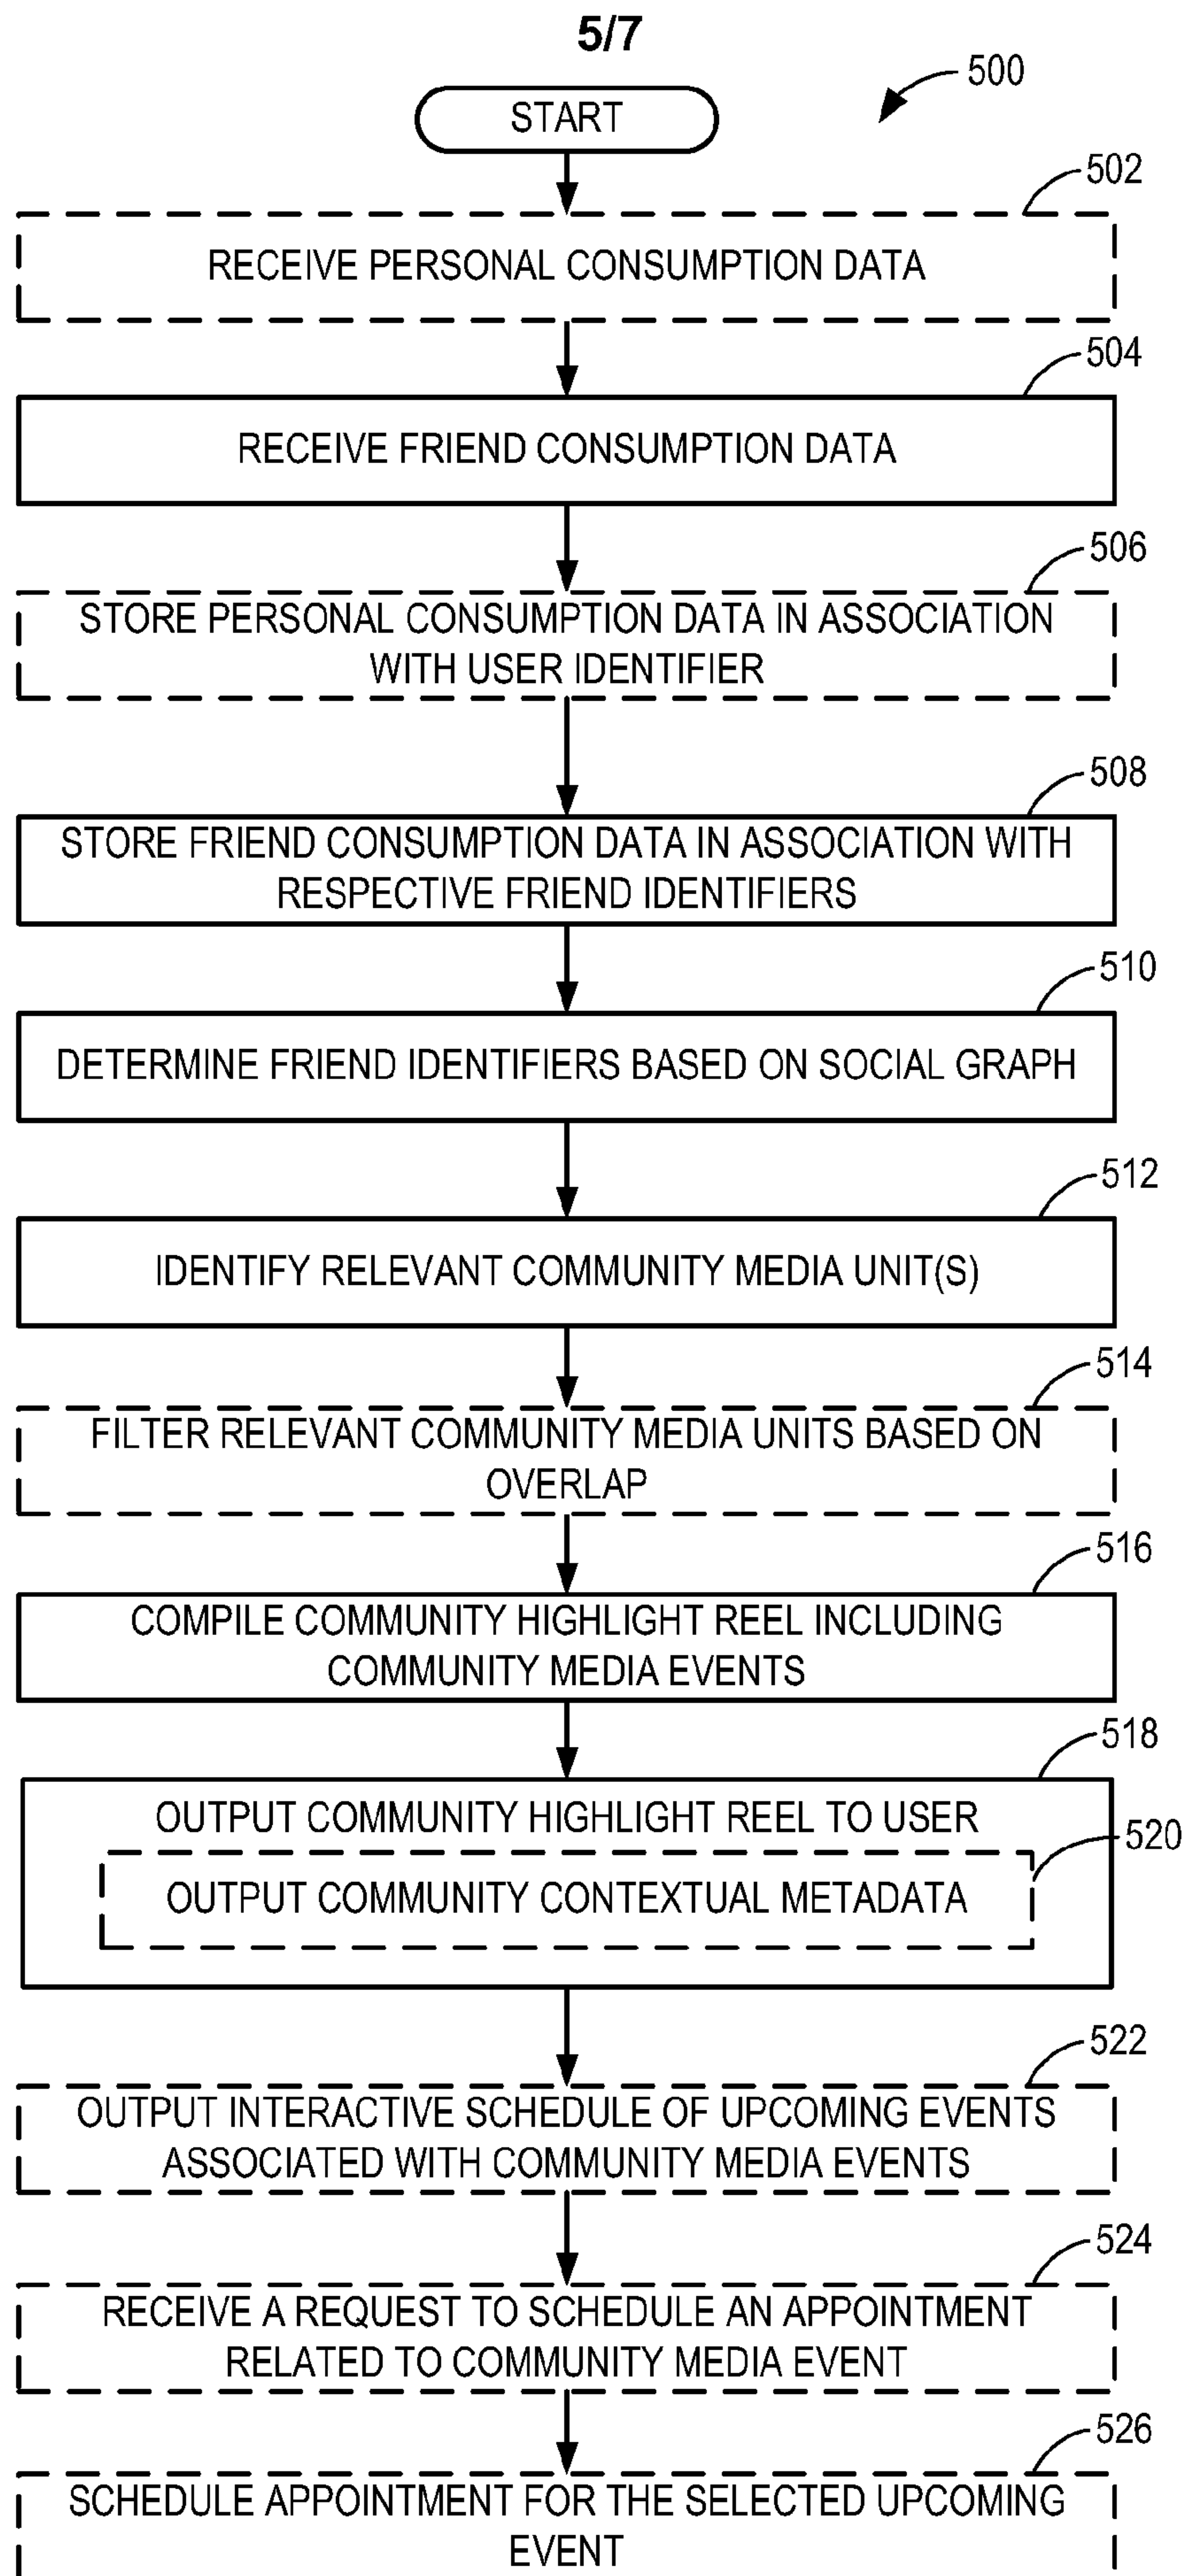 5/7
500
START
502
RECEIVE PERSONAL CONSUMPTION DATA
504
RECEIVE FRIEND CONSUMPTION DATA
506
STORE PERSONAL CONSUMPTION DATA IN ASSOCIATION
WITH USER IDENTIFIER
508
STORE FRIEND CONSUMPTION DATA IN ASSOCIATION WITH
RESPECTIVE FRIEND IDENTIFIERS
510
DETERMINE FRIEND IDENTIFIERS BASED ON SOCIAL GRAPH
512
IDENTIFY RELEVANT COMMUNITY MEDIA UNIT(S)
514
FILTER RELEVANT COMMUNITY MEDIA UNITS BASED ON
OVERLAP
516
COMPILE COMMUNITY HIGHLIGHT REEL INCLUDING
COMMUNITY MEDIA EVENTS
518
OUTPUT COMMUNITY HIGHLIGHT REEL TO USER
520
OUTPUT COMMUNITY CONTEXTUAL METADATA
522
OUTPUT INTERACTIVE SCHEDULE OF UPCOMING EVENTS
ASSOCIATED WITH COMMUNITY MEDIA EVENTS
524
RECEIVE A REQUEST TO SCHEDULE AN APPOINTMENT
RELATED TO COMMUNITY MEDIA EVENT
526
SCHEDULE APPOINTMENT FOR THE SELECTED UPCOMING
EVENT